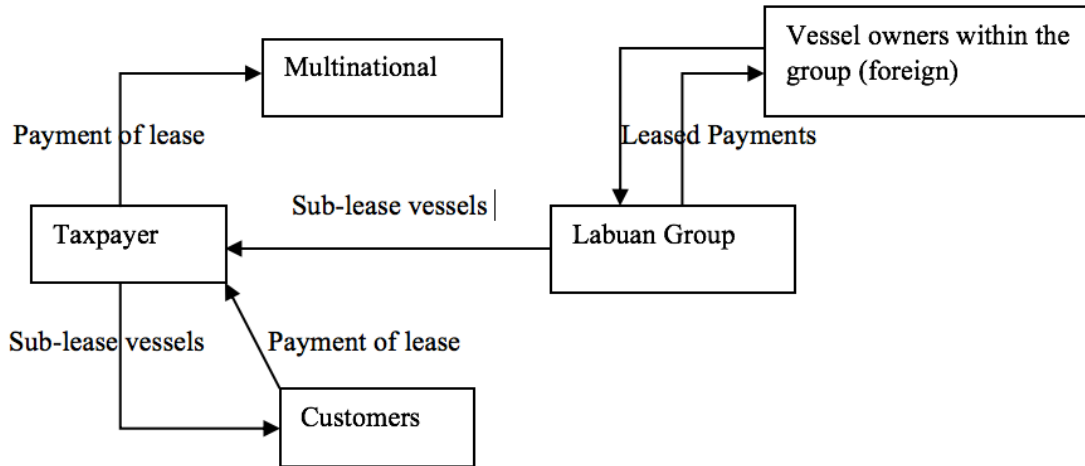 Multinational
Vessel owners within the
group (foreign)
Payment of lease
Leased Payments
Sub-lease vessels
Taxpayer
Labuan Group
Sub-lease vessels
Payment of lease
Customers